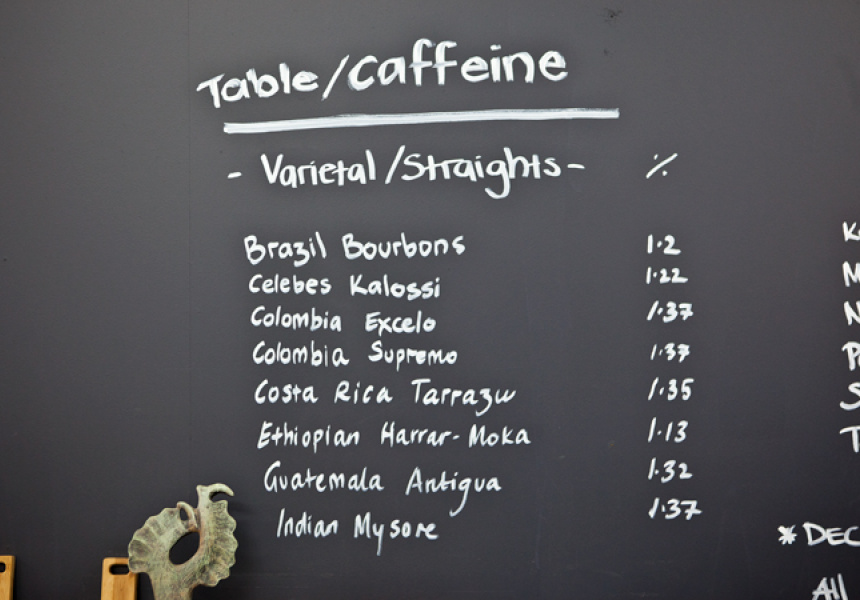 Table/Caffeine
- Varietal/Straights- %
Brazil Bourbons 1.2
Celebes Kalossi 1.22
Colombia Excelo 1.37
Colombia Supremo 1.37
Costa Rica Tarrazu 1.35
Ethiopian Harrar-Moka 1.13
Guatemala Antigua 1.32
Indian Mysore 1.37
* DEC
All